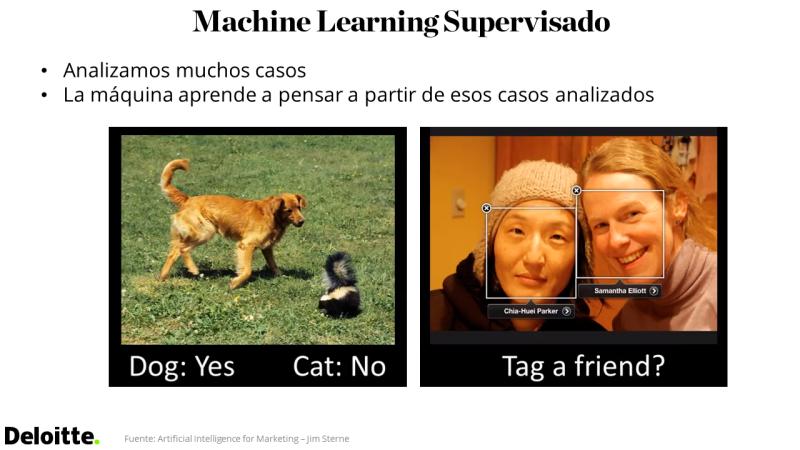 Machine Learning Supervisado
• Analizamos muchos casos
• La máquina aprende a pensar a partir de esos casos analizados
Dog: Yes Cat: No
Samantha Elliott
Chia-Huei Parker
Tag a friend?
Deloitte.
Fuente: Artificial Intelligence for Marketing – Jim Sterne